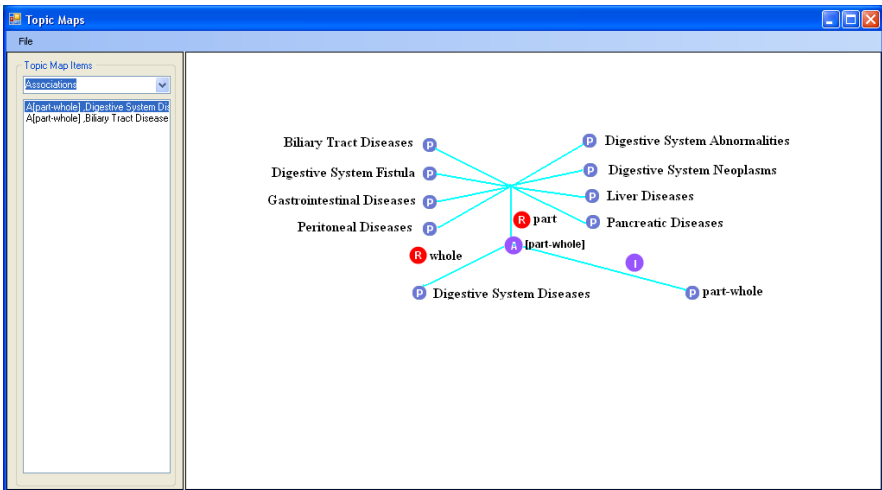 Topic Maps
File
Topic Map Items
Associations
A[part-whole] ,Digestive System Dis
A[part-whole] ,Biliary Tract Disease
Biliary Tract Diseases P
P Digestive System Abnormalities
Digestive System Fistula P
P Digestive System Neoplasms
Gastrointestinal Diseases P
P Liver Diseases
Peritoneal Diseases P
R part
P Pancreatic Diseases
A [part-whole]
R whole
I
P Digestive System Diseases
P part-whole